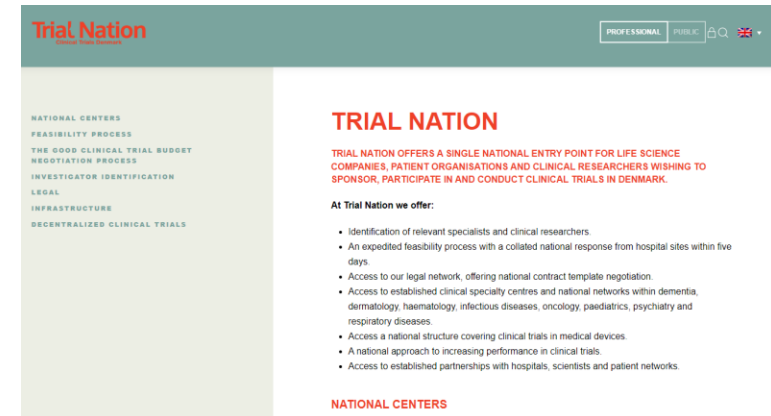 Trial Nation
Clinical Trials Denmark
PROFESSIONAL PUBLIC
NATIONAL CENTERS
FEASIBILITY PROCESS
THE GOOD CLINICAL TRIAL BUDGET
NEGOTIATION PROCESS
INVESTIGATOR IDENTIFICATION
LEGAL
INFRASTRUCTURE
DECENTRALIZED CLINICAL TRIALS
TRIAL NATION
TRIAL NATION OFFERS A SINGLE NATIONAL ENTRY POINT FOR LIFE SCIENCE
COMPANIES, PATIENT ORGANISATIONS AND CLINICAL RESEARCHERS WISHING TO
SPONSOR, PARTICIPATE IN AND CONDUCT CLINICAL TRIALS IN DENMARK.
At Trial Nation we offer:
• Identification of relevant specialists and clinical researchers.
• An expedited feasibility process with a collated national response from hospital sites within five
days.
• Access to our legal network, offering national contract template negotiation.
• Access to established clinical specialty centres and national networks within dementia,
dermatology, haematology, infectious diseases, oncology, paediatrics, psychiatry and
respiratory diseases.
• Access a national structure covering clinical trials in medical devices.
• A national approach to increasing performance in clinical trials.
• Access to established partnerships with hospitals, scientists and patient networks.
NATIONAL CENTERS